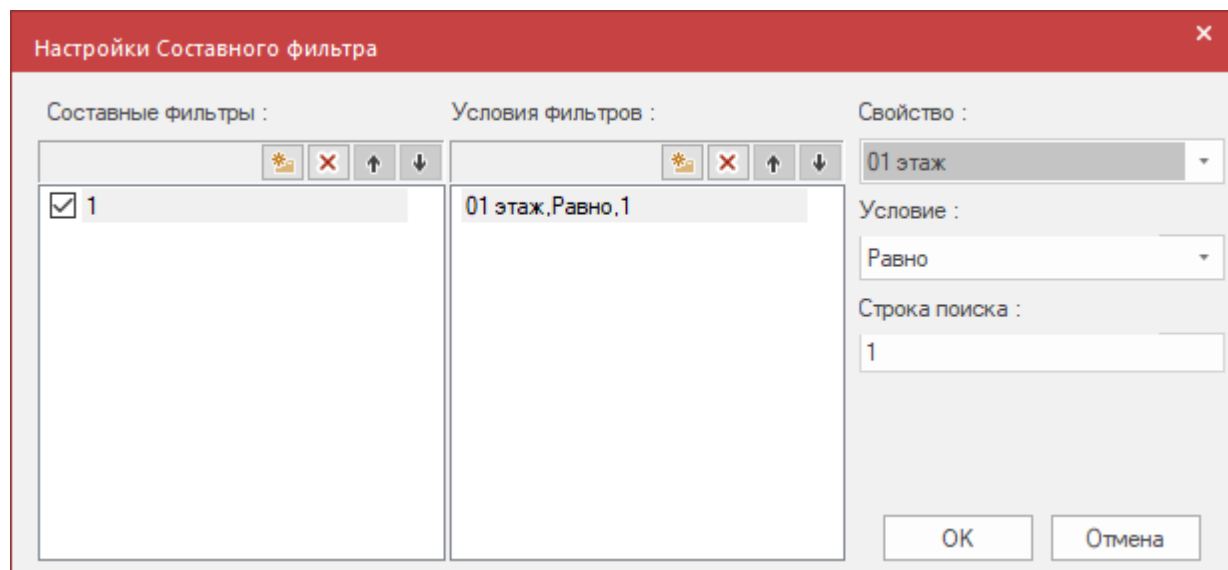 Настройки Составного фильтра
Составные фильтры :
Условия фильтров :
Свойство :
01 этаж
1
01 этаж,Равно,1
Условие :
Равно
Строка поиска :
1
OK
Отмена